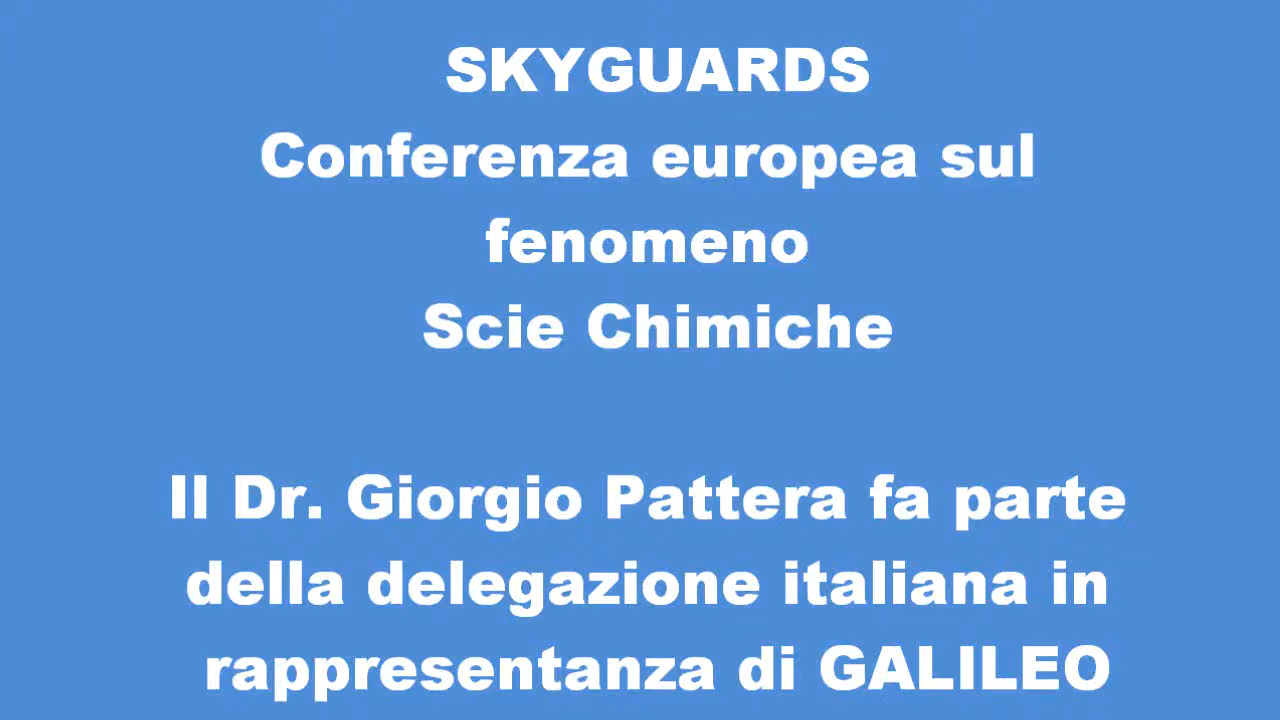 SKYGUARDS
Conferenza europea sul
fenomeno
Scie Chimiche
Il Dr. Giorgio Pattera fa parte
della delegazione italiana in
rappresentanza di GALILEO